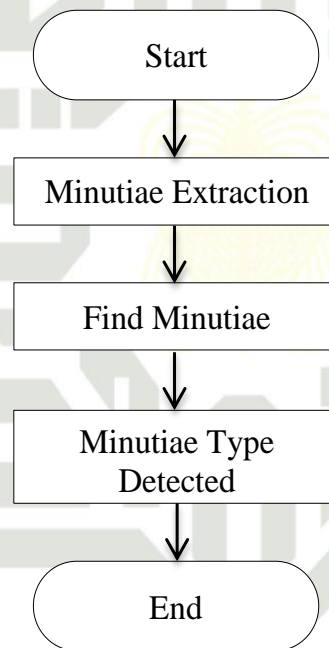 Start
Minutiae Extraction
Find Minutiae
Minutiae Type
Detected
End